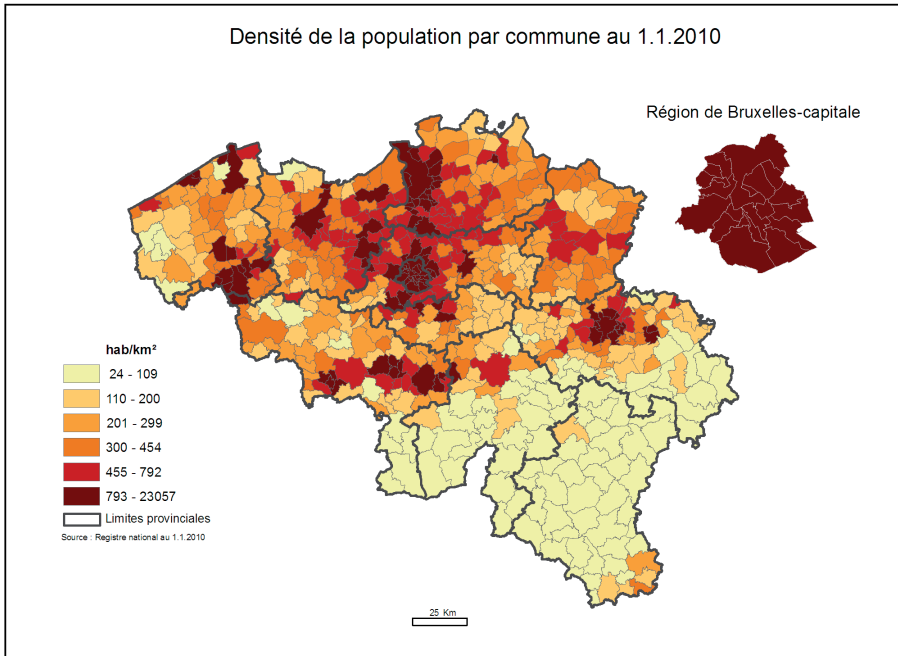 Densité de la population par commune au 1.1.2010
Région de Bruxelles-capitale
hab/km²
24 - 109
110 - 200
201 - 299
300 - 454
455 - 792
793 - 23057
Limites provinciales
Source : Registre national au 1.1.2010
25 Km